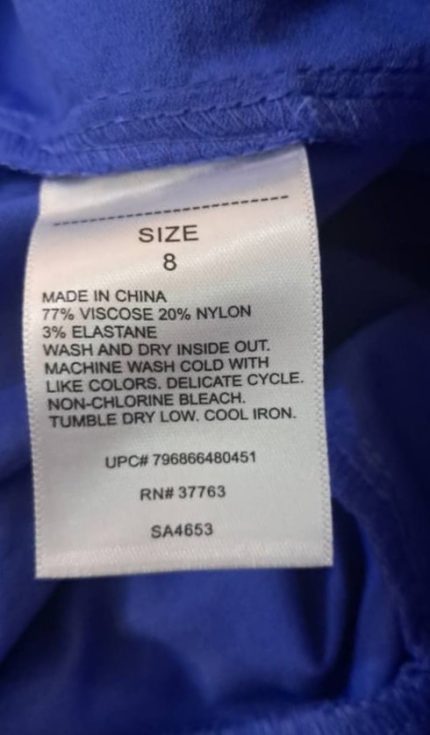 SIZE
8
MADE IN CHINA
77% VISCOSE 20% NYLON
3% ELASTANE
WASH AND DRY INSIDE OUT.
MACHINE WASH COLD WITH
LIKE COLORS. DELICATE CYCLE.
NON-CHLORINE BLEACH.
TUMBLE DRY LOW. COOL IRON.
UPC# 796866480451
RN# 37763
SA4653